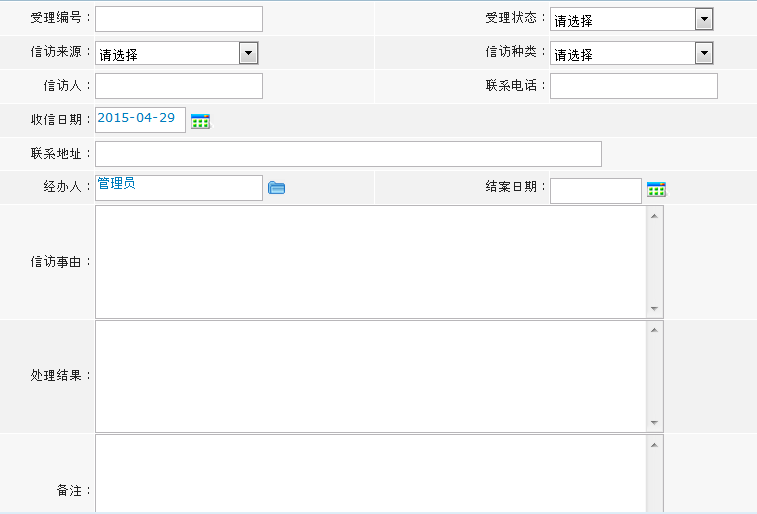 受理编号： 受理状态： 请选择
信访来源： 请选择 信访种类： 请选择
信访人： 联系电话：
收信日期： 2015-04-29
联系地址：
经办人： 管理员 结案日期：
信访事由：
处理结果：
备注：